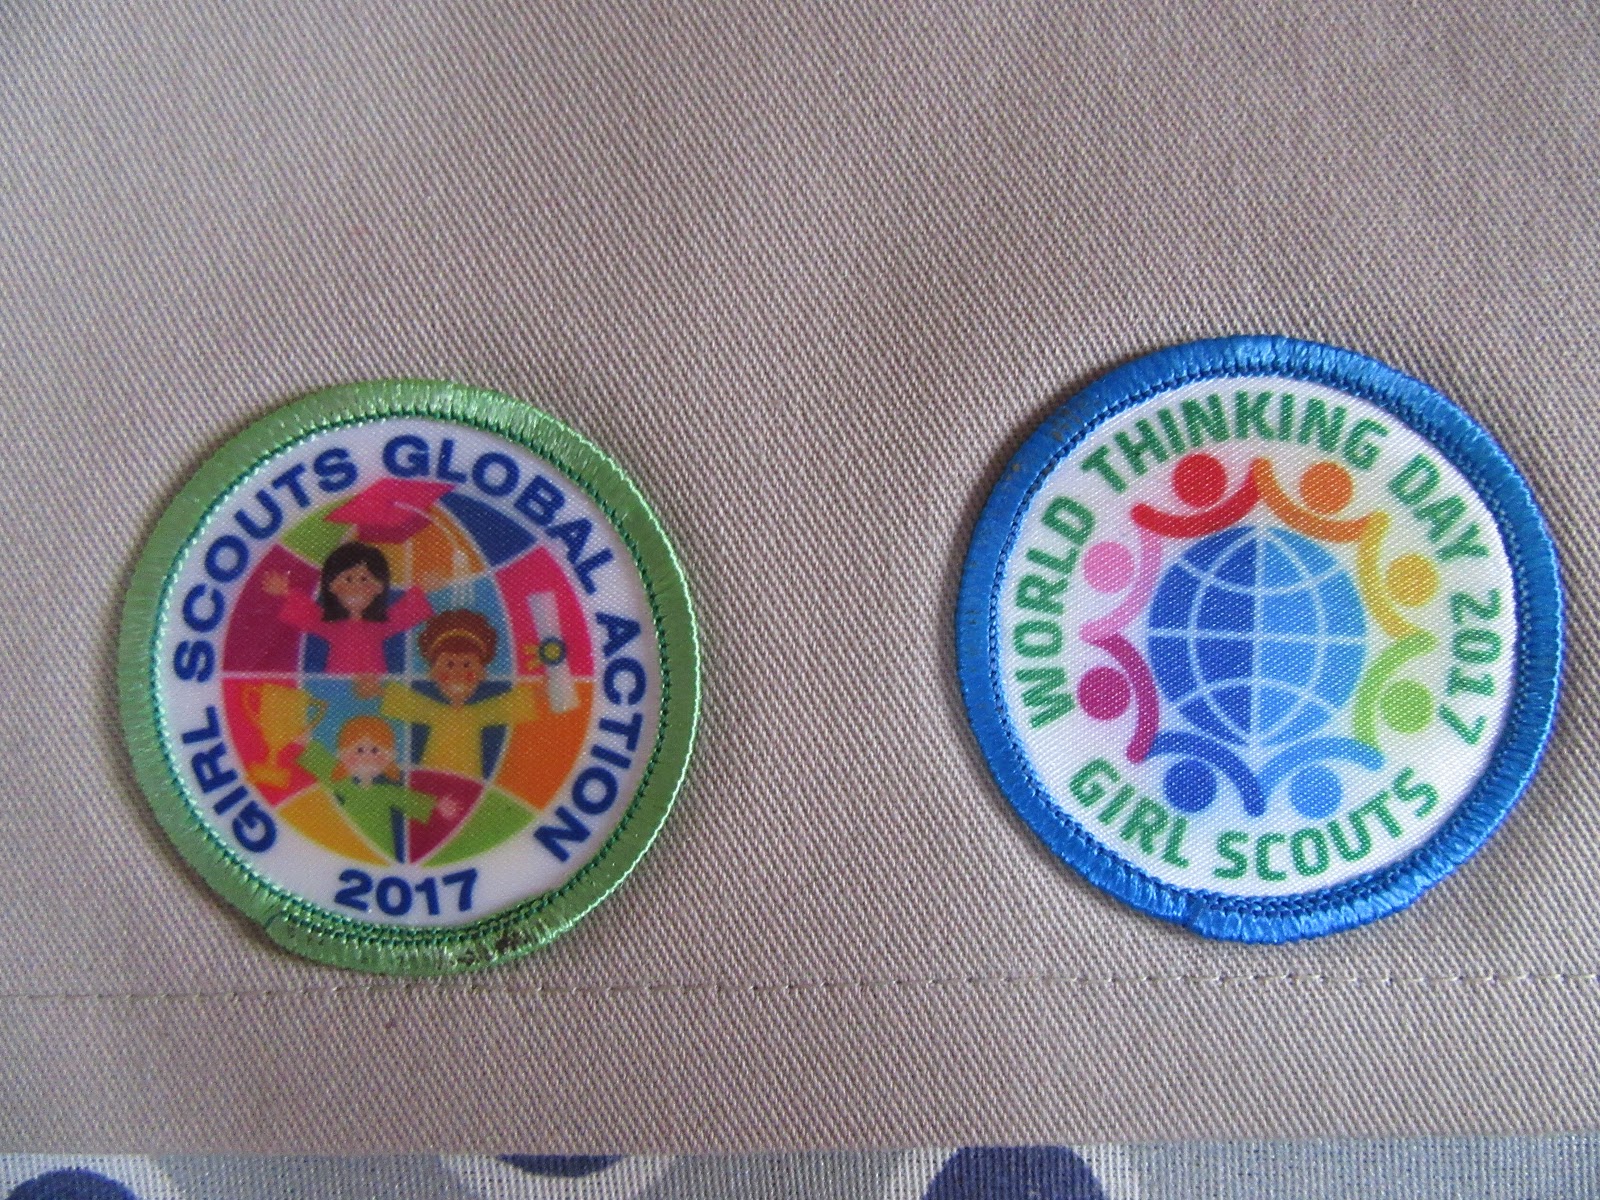 GIRL SCOUTS GLOBAL ACTION
2017
WORLD THINKING DAY 2017
GIRL SCOUTS